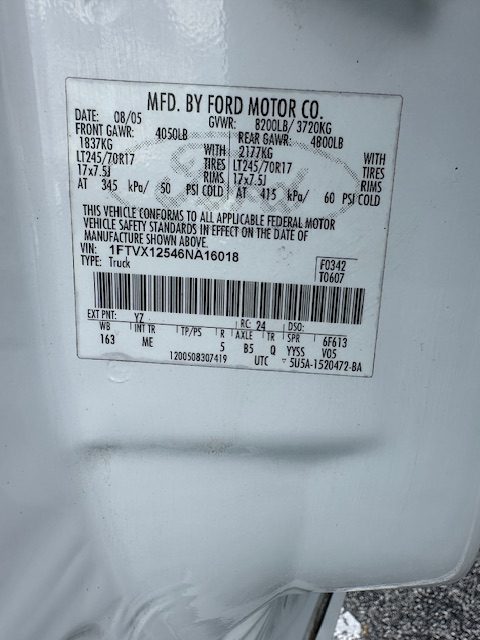 MFD. BY FORD MOTOR CO.
DATE: 08/05 GVWR: 8200LB/ 3720KG
FRONT GAWR: 4050LB REAR GAWR: 4800LB
1837KG WITH 2177KG WITH
LT245/70R17 TIRES LT245/70R17 TIRES
17x7.5J RIMS 17x7.5J RIMS
AT 345 kPa/ 50 PSI COLD AT 415 kPa/ 60 PSI COLD
THIS VEHICLE CONFORMS TO ALL APPLICABLE FEDERAL MOTOR
VEHICLE SAFETY STANDARDS IN EFFECT ON THE DATE OF
MANUFACTURE SHOWN ABOVE.
VIN: 1FTVX12546NA16018 F0342
TYPE: Truck T0607
EXT PNT: YZ RC: 24 DSO:
WB INT TR TP/PS R AXLE TR SPR 6F613
163 ME 5 B5 Q YYSS V05
1200508307419 UTC 5U5A-1520472-BA